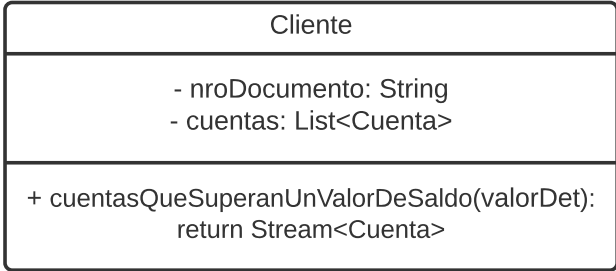 Cliente
- nroDocumento: String
- cuentas: List<Cuenta>
+ cuentasQueSuperanUnValorDeSaldo(valorDet):
return Stream<Cuenta>